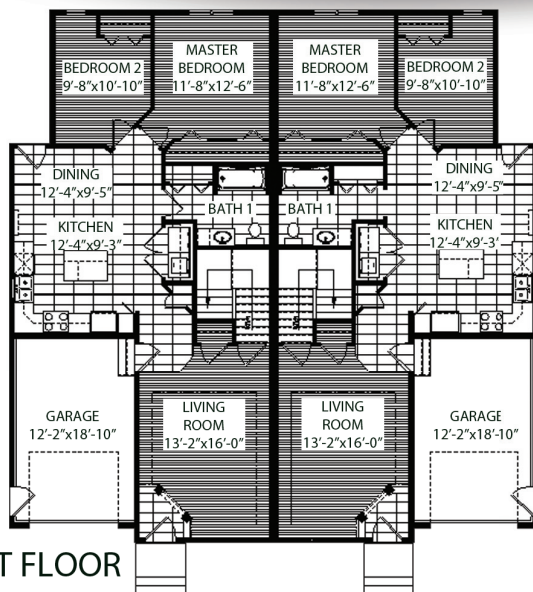 BEDROOM 2
9'-8"x10'-10"
MASTER
BEDROOM
11'-8"x12'-6"
MASTER
BEDROOM
11'-8"x12'-6"
BEDROOM 2
9'-8"x10'-10"
DINING
12'-4"x9'-5"
KITCHEN
12'-4"x9'-3"
BATH 1
BATH 1
DINING
12'-4"x9'-5"
KITCHEN
12'-4"x9'-3'
GARAGE
12'-2"x18'-10"
LIVING
ROOM
13'-2"x16'-0"
LIVING
ROOM
13'-2"x16'-0"
GARAGE
12'-2"x18'-10"
T FLOOR